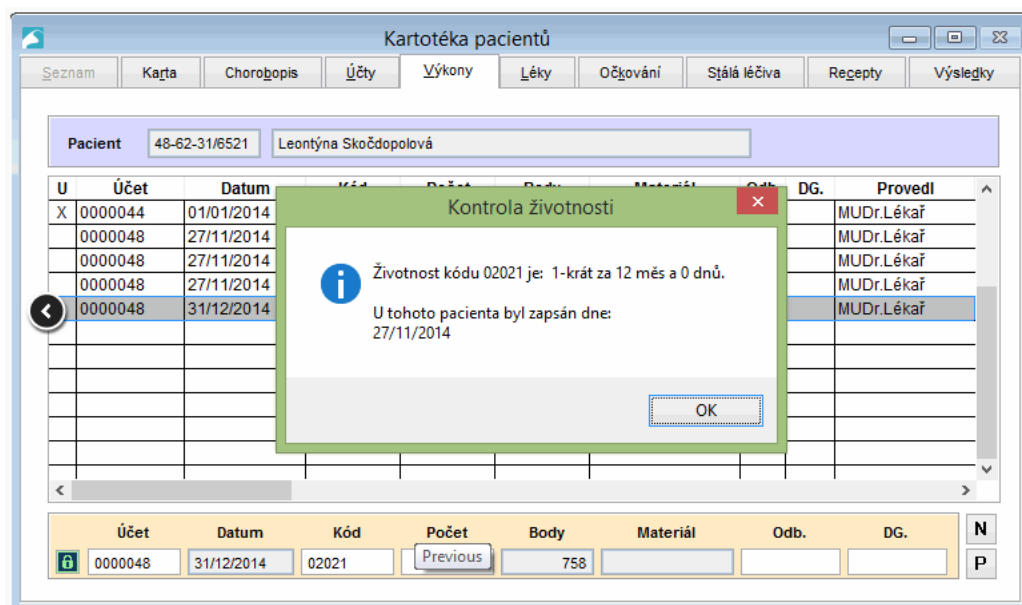 Kartotéka pacientů
Seznam Karta Chorobopis Účty Výkony Léky Očkování Stálá léčiva Recepty Výsledky
Pacient 48-62-31/6521 Leontýna Skočdopolová
U Účet Datum Kód Počet Body Materiál Odb. DG. Provedl
X 0000044 01/01/2014 MUDr.Lékař
0000048 27/11/2014 MUDr.Lékař
0000048 27/11/2014 MUDr.Lékař
0000048 27/11/2014 MUDr.Lékař
0000048 31/12/2014 MUDr.Lékař
Kontrola životnosti
Životnost kódu 02021 je: 1-krát za 12 měs a 0 dnů.
U tohoto pacienta byl zapsán dne:
27/11/2014
OK
Účet Datum Kód Počet Body Materiál Odb. DG. N
0000048 31/12/2014 02021 Previous 758 P